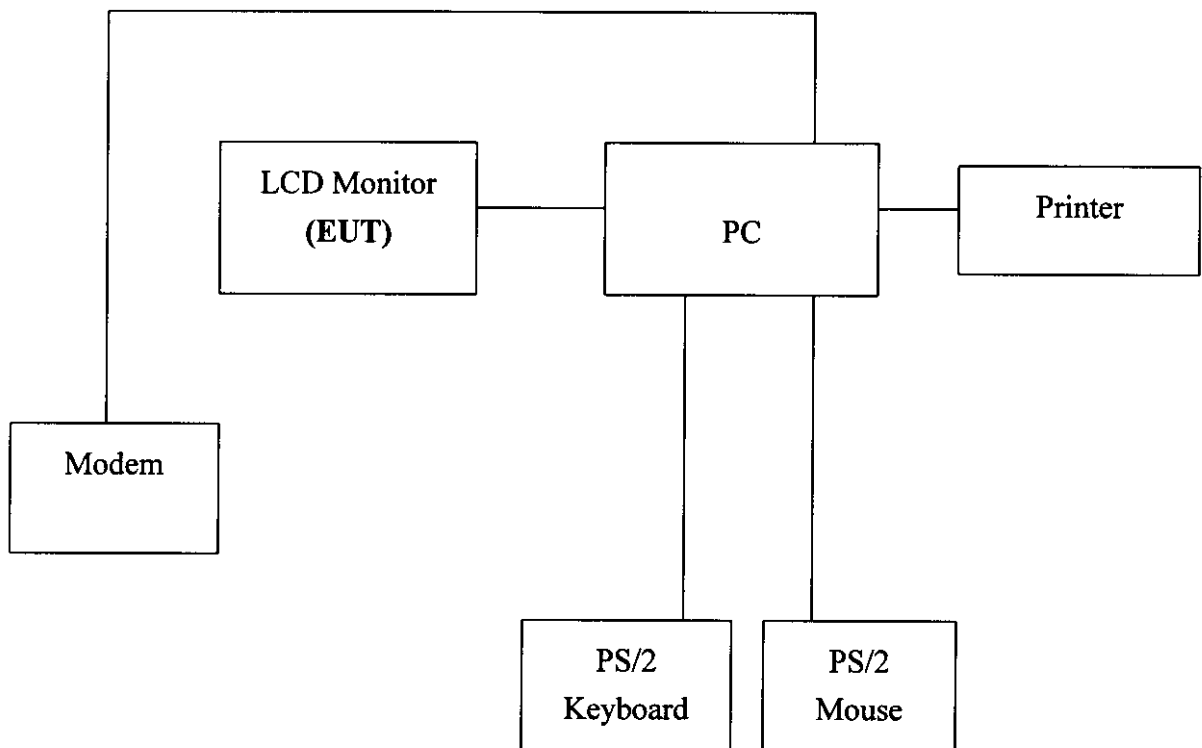 LCD Monitor
(EUT)
PC
Printer
Modem
PS/2
Keyboard
PS/2
Mouse